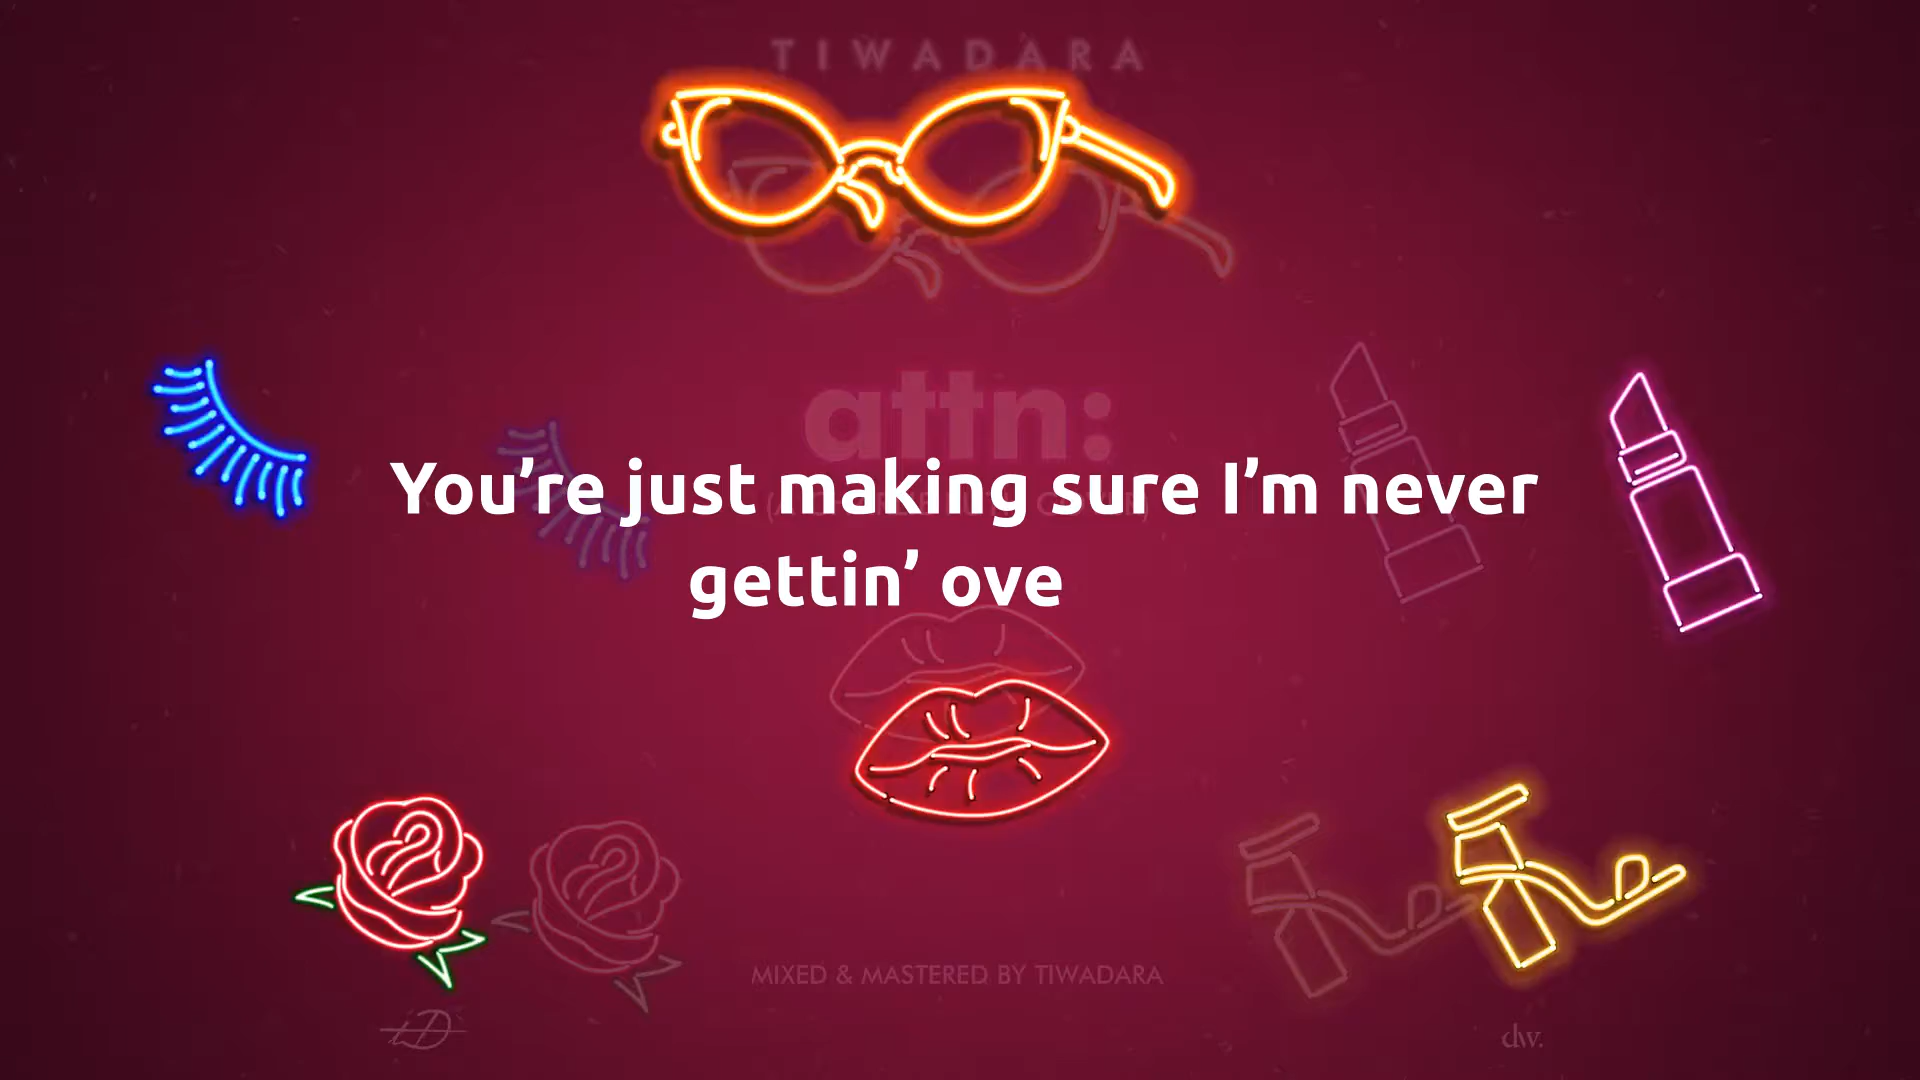 TIWADARA
attn:
You’re just making sure I’m never
gettin’ ove
MIXED & MASTERED BY TIWADARA
dw.